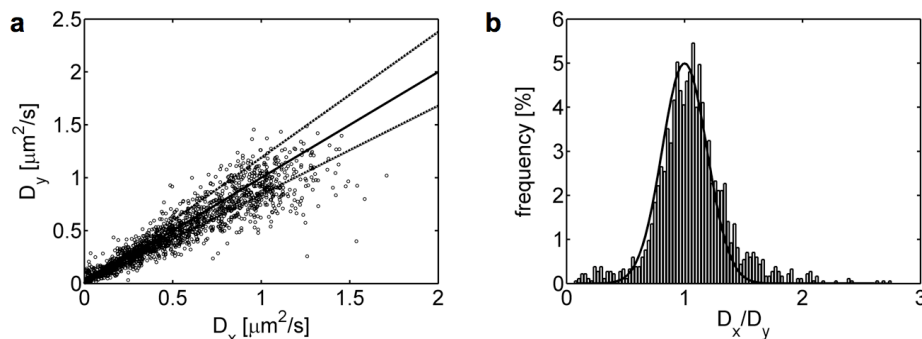 a
2.5
2
1.5
1
0.5
0
D_y [μm²/s]
0 0.5 1 1.5 2
D_x [μm²/s]
b
6
5
4
3
2
1
0
frequency [%]
0 1 2 3
D_x/D_y